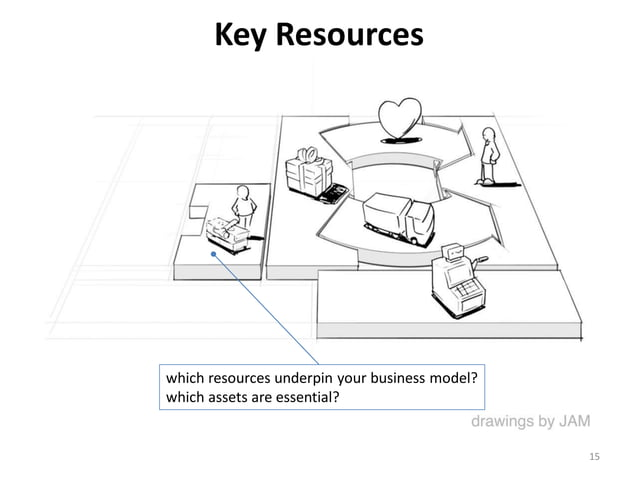 Key Resources
which resources underpin your business model?
which assets are essential?
drawings by JAM
15